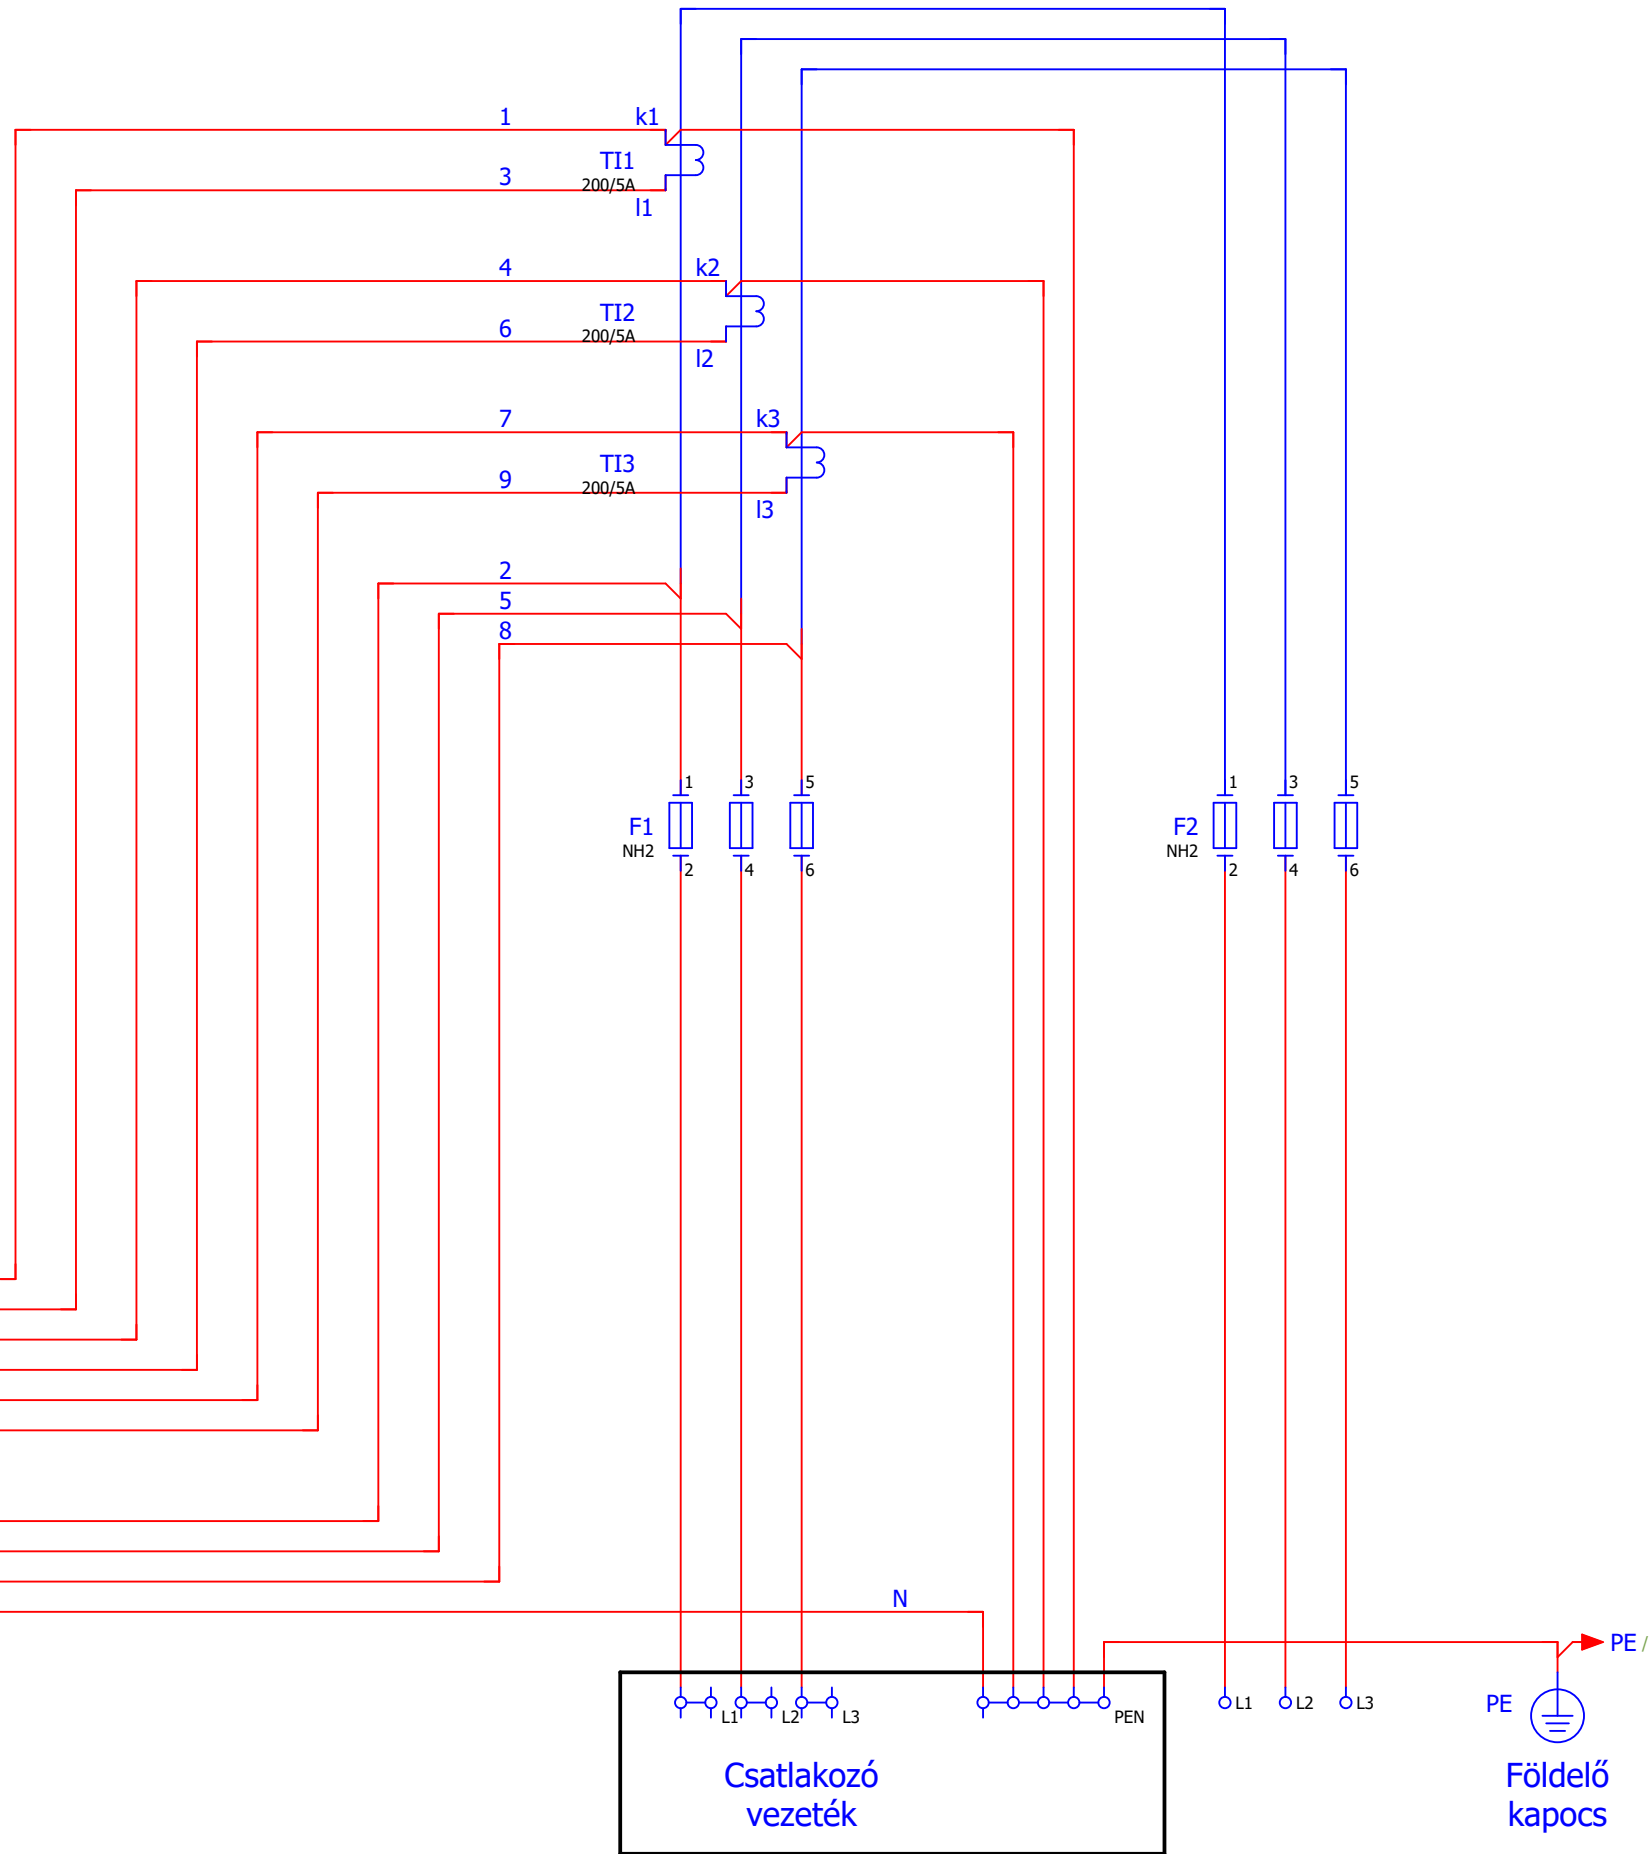 1
k1
TI1
3
200/5A
l1
4
k2
TI2
6
200/5A
l2
7
k3
TI3
9
200/5A
l3
2
5
8
1
3
5
1
3
5
F1
F2
NH2
NH2
2
4
6
2
4
6
N
PE /
L1
L2
L3
PEN
L1
L2
L3
PE
Csatlakozó
vezeték
Földelő
kapocs